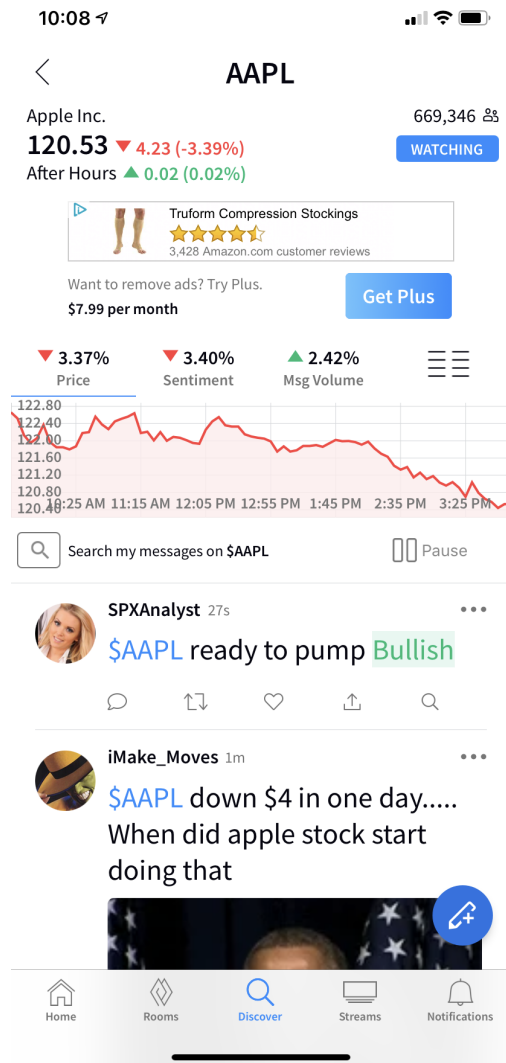 10:08
AAPL
Apple Inc. 669,346
120.53 4.23 (-3.39%) WATCHING
After Hours 0.02 (0.02%)
Truform Compression Stockings
3,428 Amazon.com customer reviews
Want to remove ads? Try Plus.
$7.99 per month
Get Plus
3.37% 3.40% 2.42%
Price Sentiment Msg Volume
122.80
122.40
122.00
121.60
121.20
120.80
120.40
10:25 AM 11:15 AM 12:05 PM 12:55 PM 1:45 PM 2:35 PM 3:25 PM
Search my messages on $AAPL Pause
SPXAnalyst 27s
$AAPL ready to pump Bullish
iMake_Moves 1m
$AAPL down $4 in one day.....
When did apple stock start
doing that
Home Rooms Discover Streams Notifications